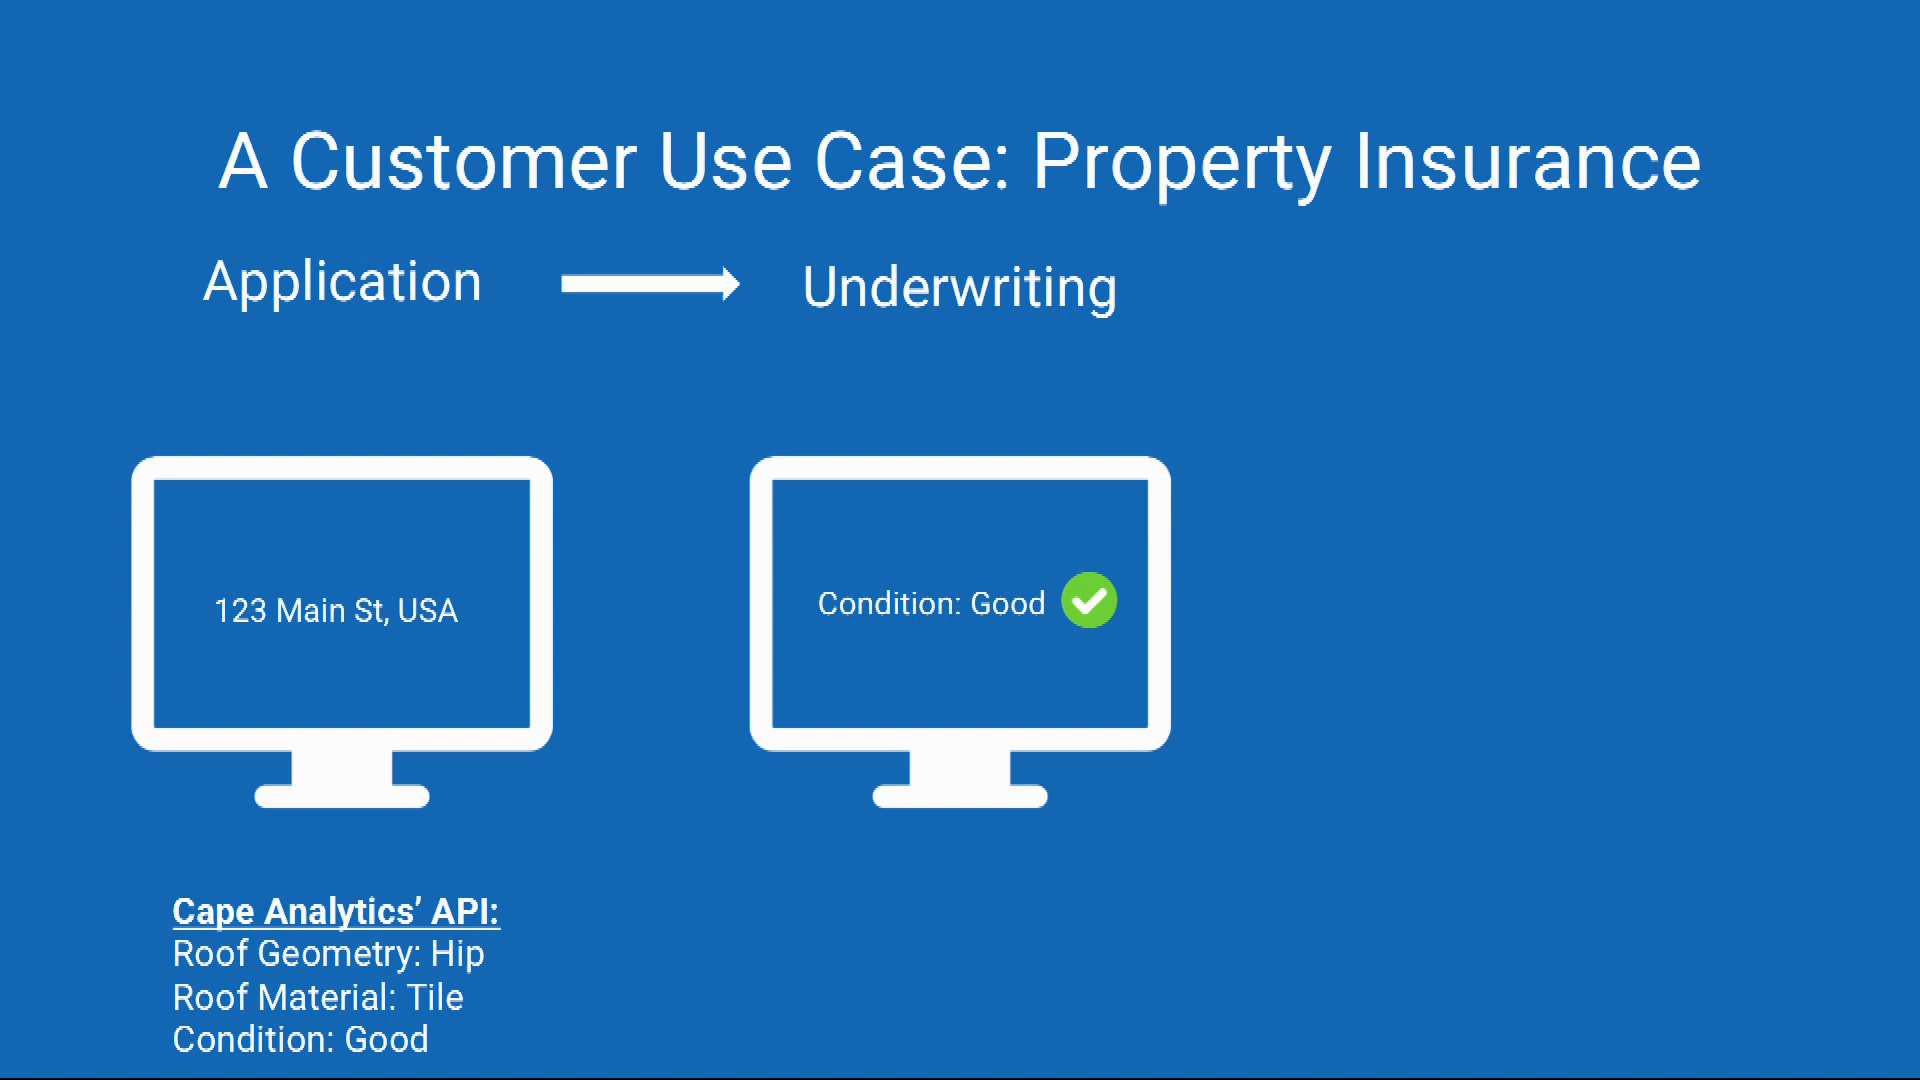 A Customer Use Case: Property Insurance
Application
Underwriting
123 Main St, USA
Condition: Good
Cape Analytics’ API:
Roof Geometry: Hip
Roof Material: Tile
Condition: Good